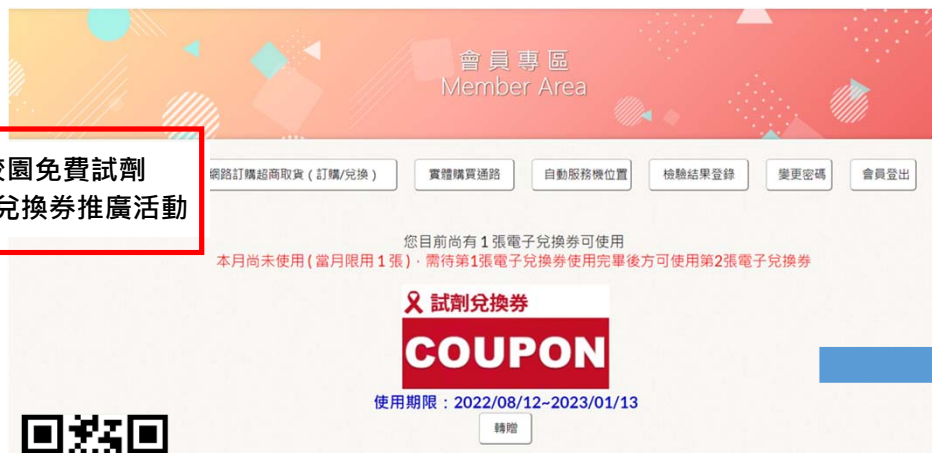 會員專區
Member Area
園免費試劑
兌換券推廣活動
網路訂購超商取貨(訂購/兌換)
實體購買通路
自動服務機位置
檢驗結果登錄
變更密碼
會員登出
您目前尚有1張電子兌換券可使用
本月尚未使用(當月限用1張)﹐需待第1張電子兌換券使用完畢後方可使用第2張電子兌換券
試劑兌換券
COUPON
使用期限：2022/08/12~2023/01/13
轉贈